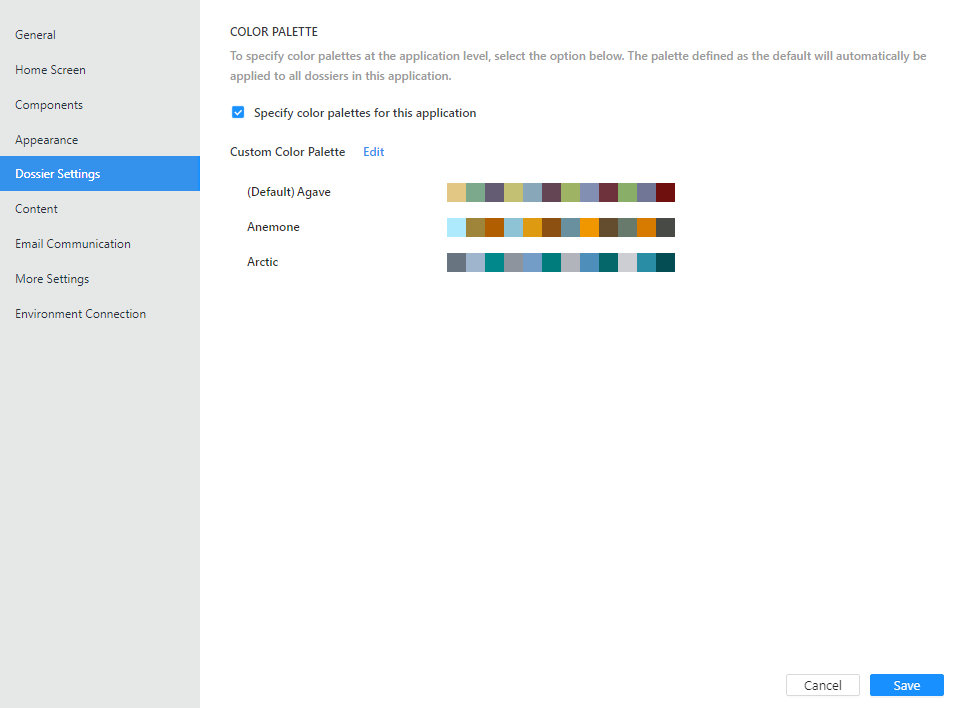 General
Home Screen
Components
Appearance
Dossier Settings
Content
Email Communication
More Settings
Environment Connection
COLOR PALETTE
To specify color palettes at the application level, select the option below. The palette defined as the default will automatically be
applied to all dossiers in this application.
Specify color palettes for this application
Custom Color Palette Edit
(Default) Agave
Anemone
Arctic
Cancel Save